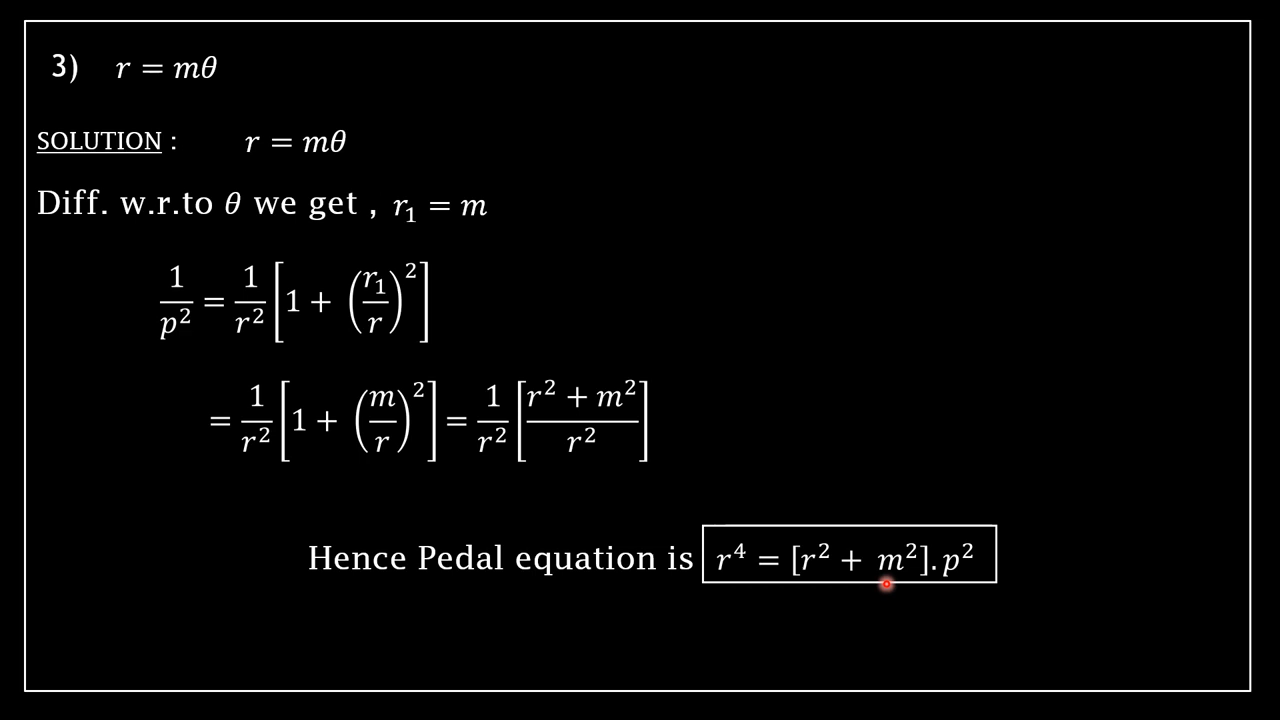 3) r = mθ
SOLUTION : r = mθ
Diff. w.r.to θ we get , r₁ = m
1/p² = 1/r² [1 + (r₁/r)²]
= 1/r² [1 + (m/r)²] = 1/r² [(r² + m²)/r²]
Hence Pedal equation is r⁴ = [r² + m²]. p²